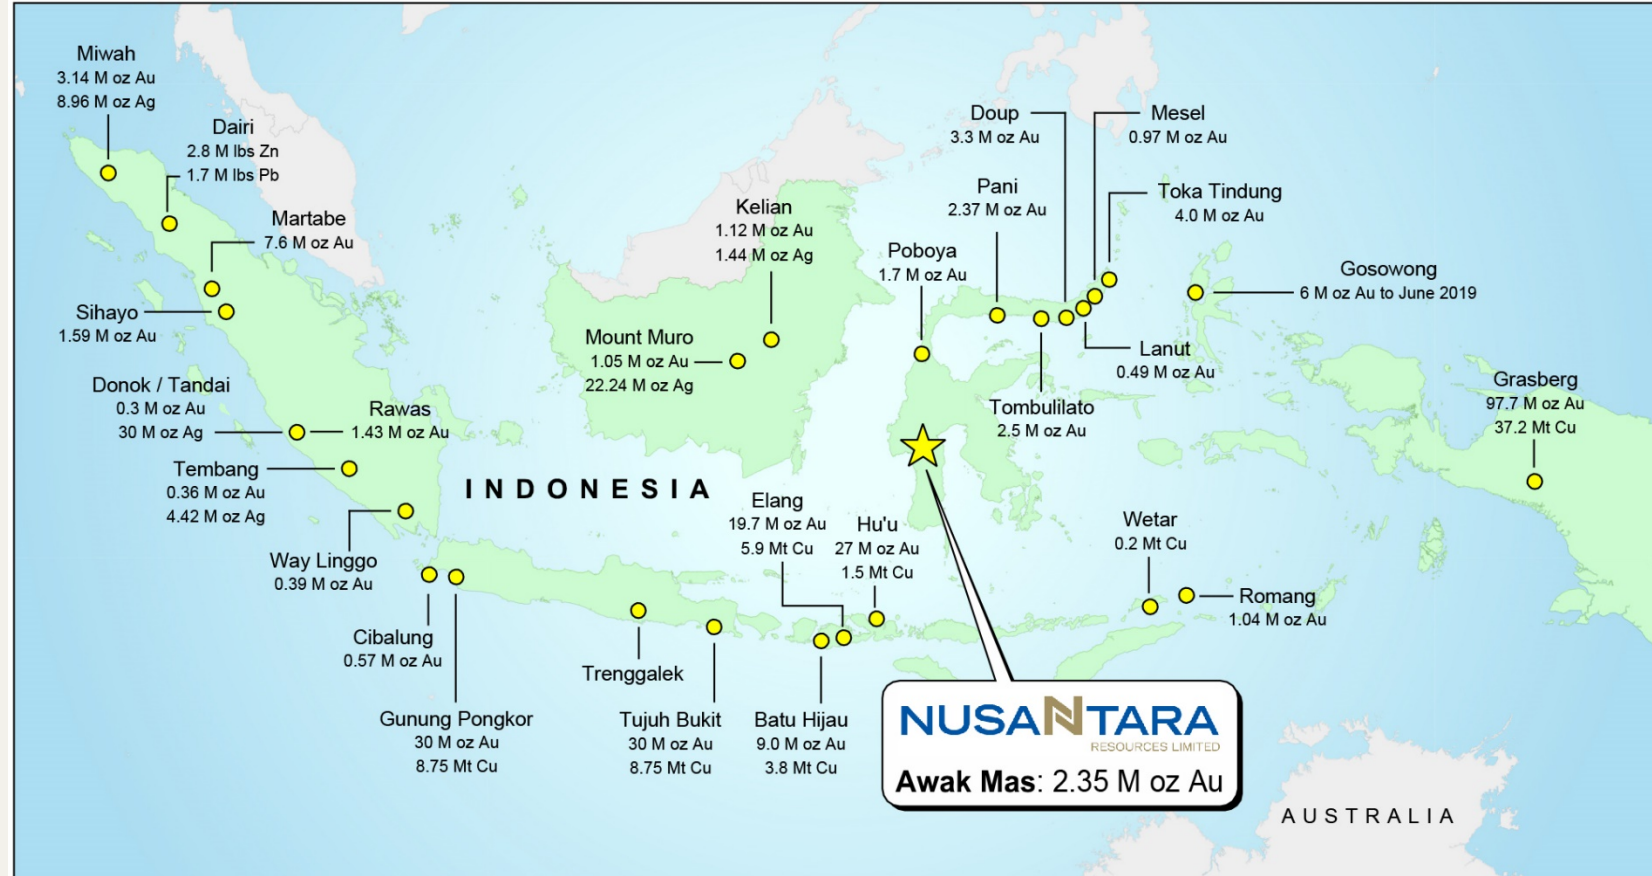 Miwah
3.14 M oz Au
8.96 M oz Ag
Dairi
2.8 M lbs Zn
1.7 M lbs Pb
Martabe
7.6 M oz Au
Sihayo
1.59 M oz Au
Donok / Tandai
0.3 M oz Au
30 M oz Ag
Rawas
1.43 M oz Au
Tembang
0.36 M oz Au
4.42 M oz Ag
Way Linggo
0.39 M oz Au
Cibalung
0.57 M oz Au
Gunung Pongkor
30 M oz Au
8.75 Mt Cu
Trenggalek
Tujuh Bukit
30 M oz Au
8.75 Mt Cu
Batu Hijau
9.0 M oz Au
3.8 Mt Cu
Elang
19.7 M oz Au
5.9 Mt Cu
Hu'u
27 M oz Au
1.5 Mt Cu
INDONESIA
Kelian
1.12 M oz Au
1.44 M oz Ag
Mount Muro
1.05 M oz Au
22.24 M oz Ag
Poboya
1.7 M oz Au
Pani
2.37 M oz Au
Doup
3.3 M oz Au
Mesel
0.97 M oz Au
Toka Tindung
4.0 M oz Au
Gosowong
6 M oz Au to June 2019
Lanut
0.49 M oz Au
Tombulilato
2.5 M oz Au
Grasberg
97.7 M oz Au
37.2 Mt Cu
Wetar
0.2 Mt Cu
Romang
1.04 M oz Au
NUSANTARA
RESOURCES LIMITED
Awak Mas: 2.35 M oz Au
AUSTRALIA